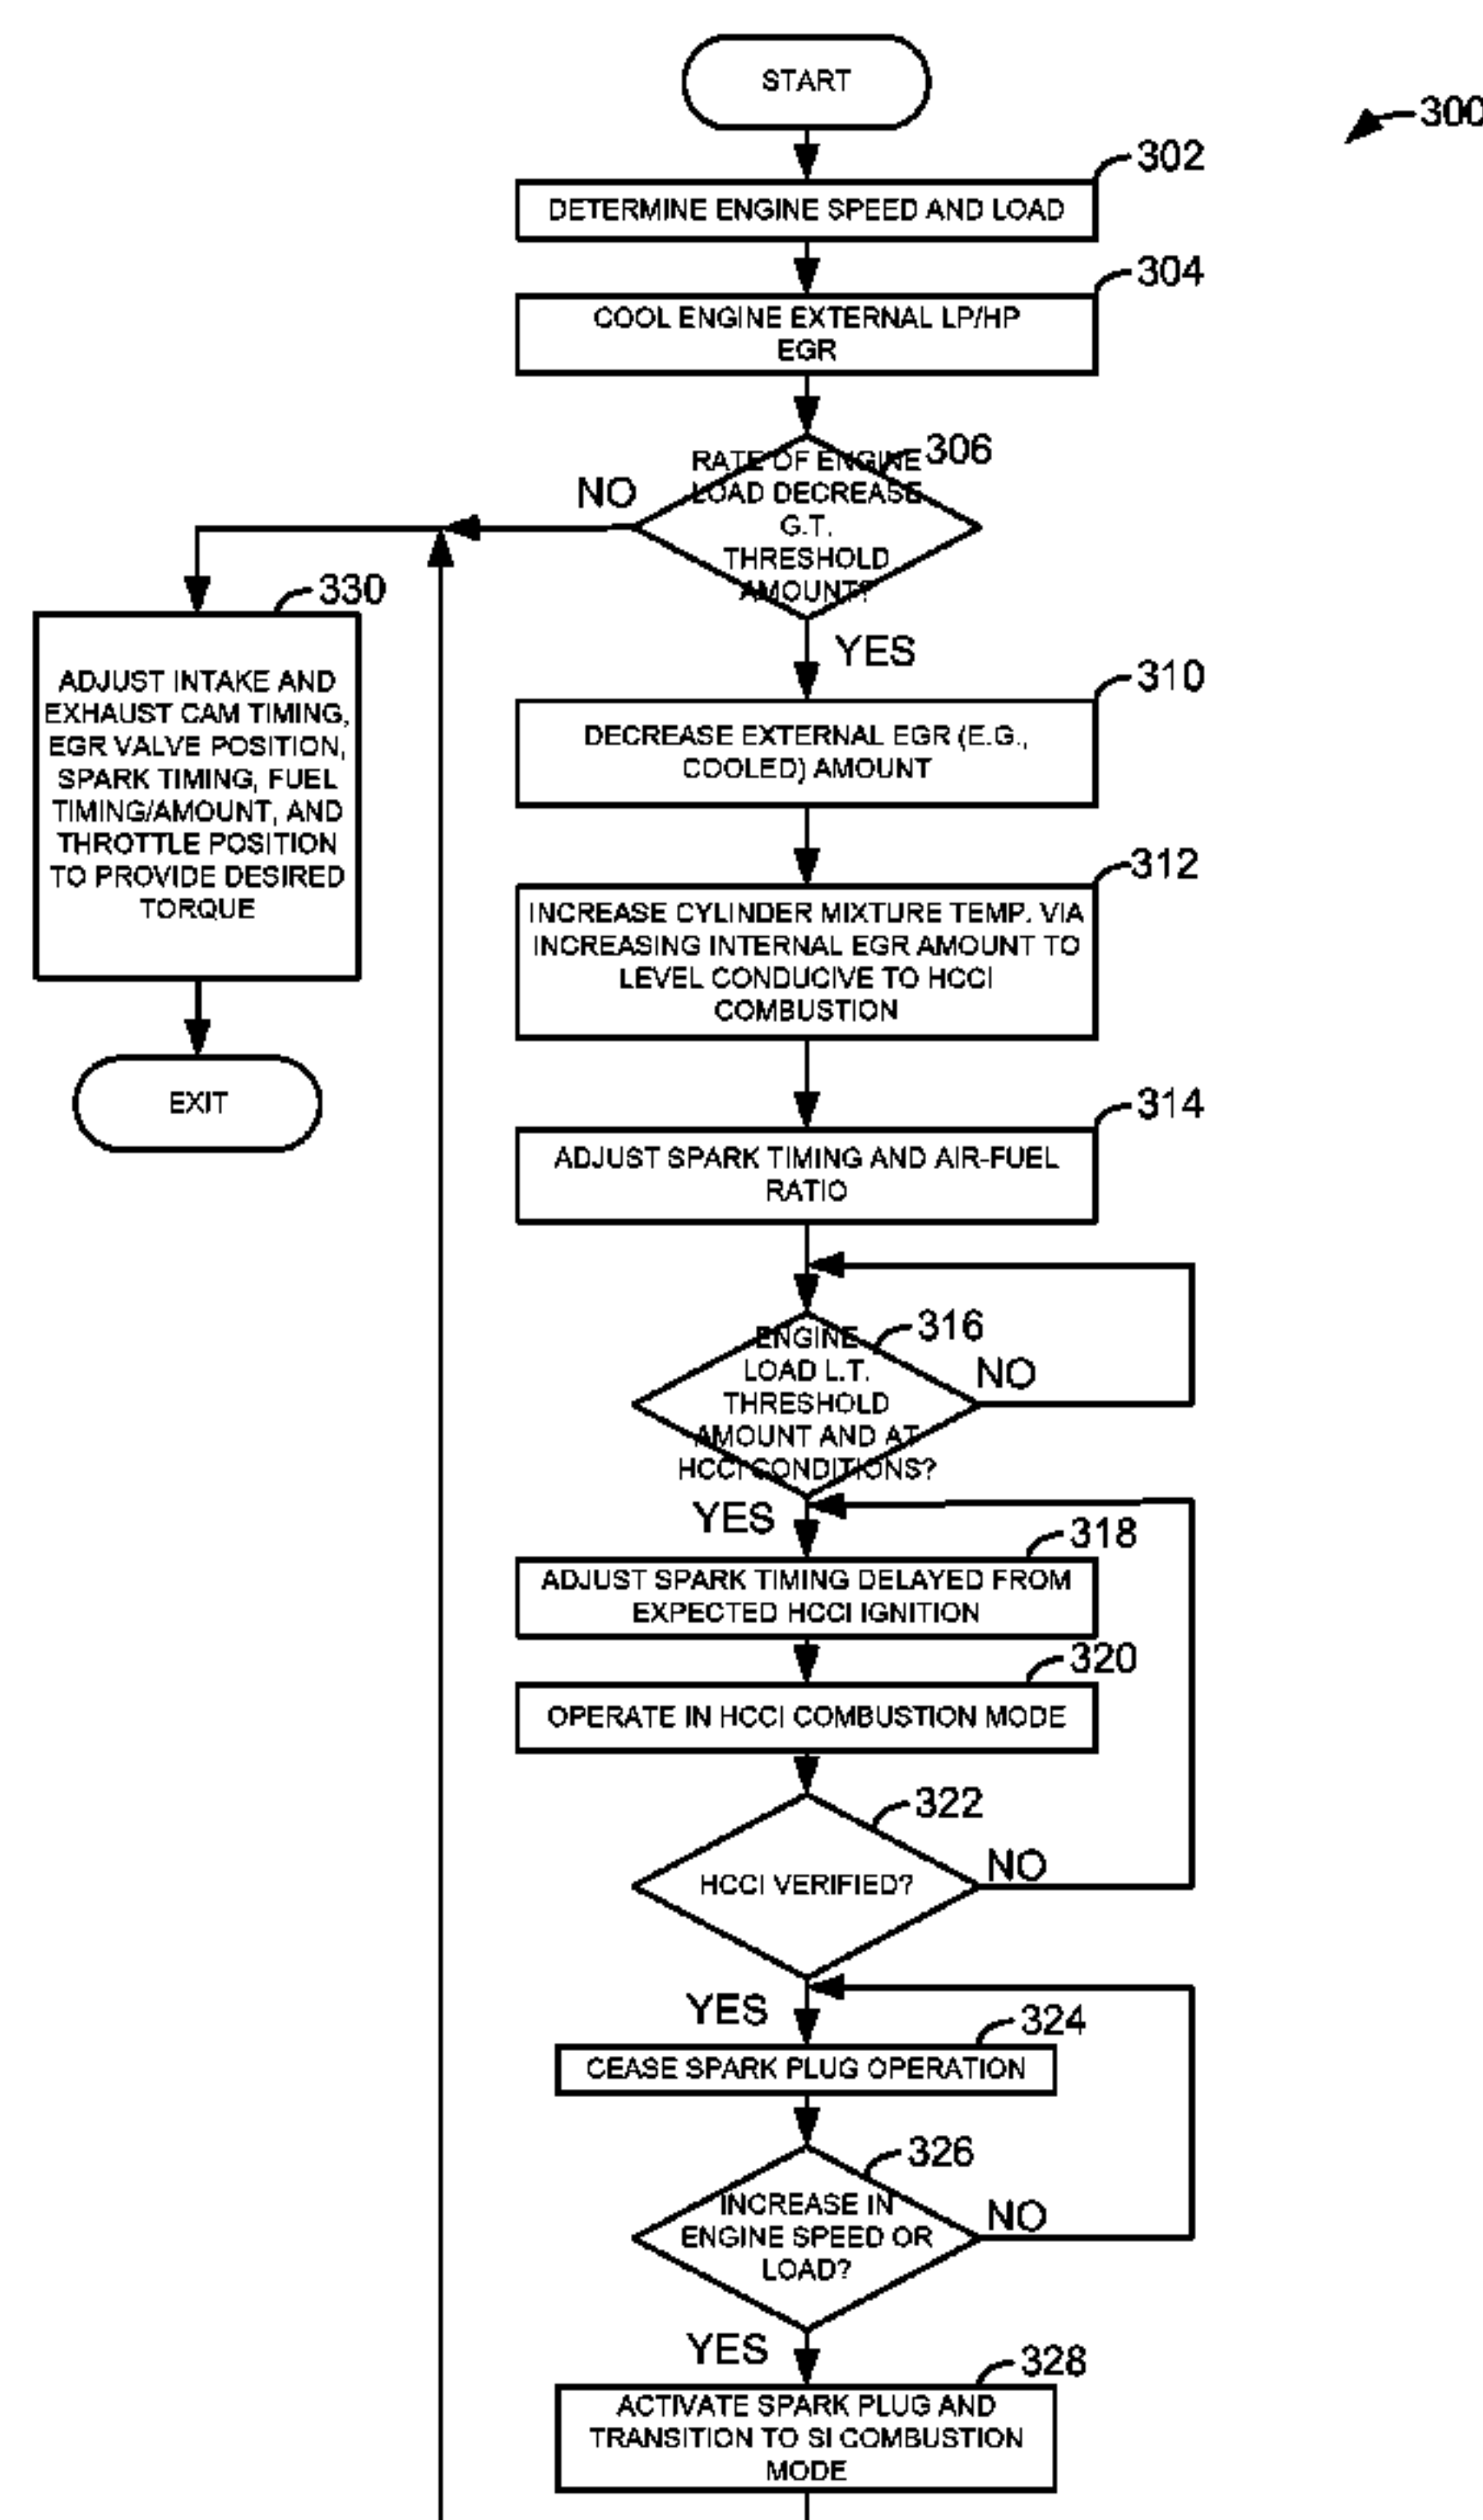 START
300
302
DETERMINE ENGINE SPEED AND LOAD
304
COOL ENGINE EXTERNAL LP/HP
EGR
306
RATE OF ENGINE
LOAD DECREASE
G.T.
THRESHOLD
AMOUNT?
NO
YES
330
ADJUST INTAKE AND
EXHAUST CAM TIMING,
EGR VALVE POSITION,
SPARK TIMING, FUEL
TIMING/AMOUNT, AND
THROTTLE POSITION
TO PROVIDE DESIRED
TORQUE
EXIT
310
DECREASE EXTERNAL EGR (E.G.,
COOLED) AMOUNT
312
INCREASE CYLINDER MIXTURE TEMP. VIA
INCREASING INTERNAL EGR AMOUNT TO
LEVEL CONDUCIVE TO HCCI
COMBUSTION
314
ADJUST SPARK TIMING AND AIR-FUEL
RATIO
316
ENGINE
LOAD L.T.
THRESHOLD
AMOUNT AND AT
HCCI CONDITIONS?
NO
YES
318
ADJUST SPARK TIMING DELAYED FROM
EXPECTED HCCI IGNITION
320
OPERATE IN HCCI COMBUSTION MODE
322
HCCI VERIFIED?
NO
YES
324
CEASE SPARK PLUG OPERATION
326
INCREASE IN
ENGINE SPEED OR
LOAD?
NO
YES
328
ACTIVATE SPARK PLUG AND
TRANSITION TO SI COMBUSTION
MODE